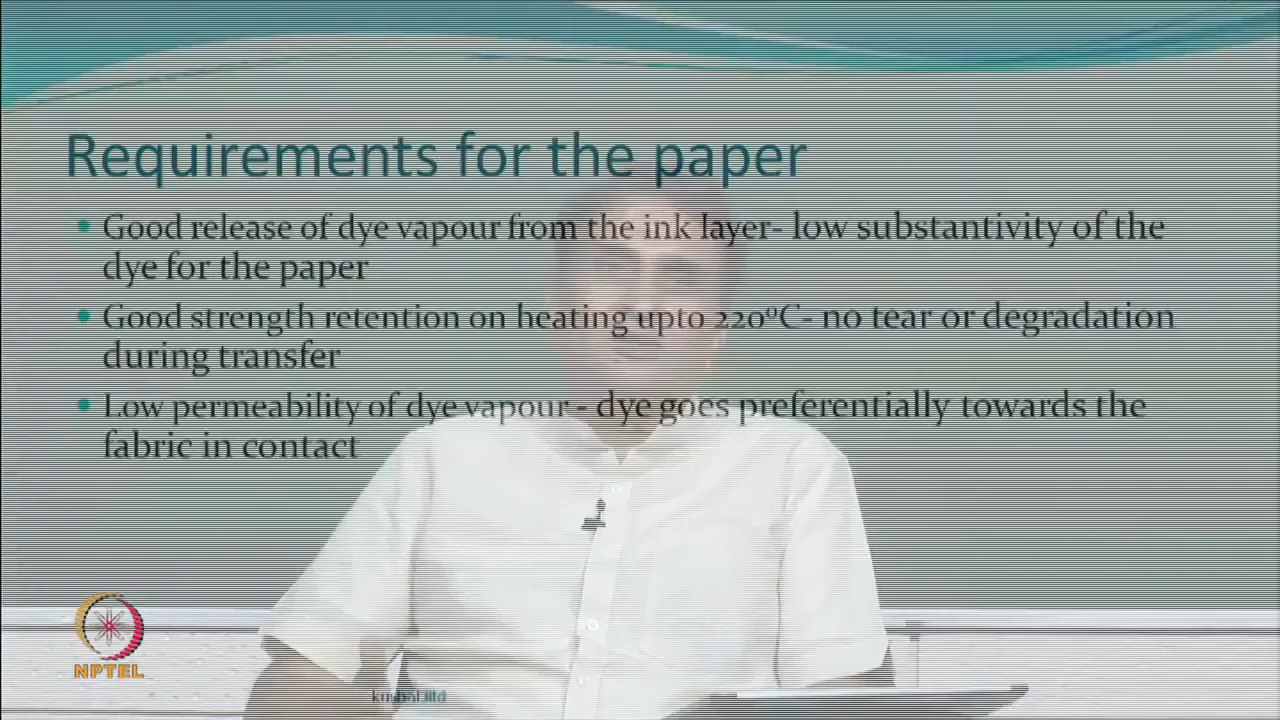 Requirements for the paper
• Good release of dye vapour from the ink layer- low substantivity of the
dye for the paper
• Good strength retention on heating upto 220°C- no tear or degradation
during transfer
• Low permeability of dye vapour - dye goes preferentially towards the
fabric in contact
NPTEL